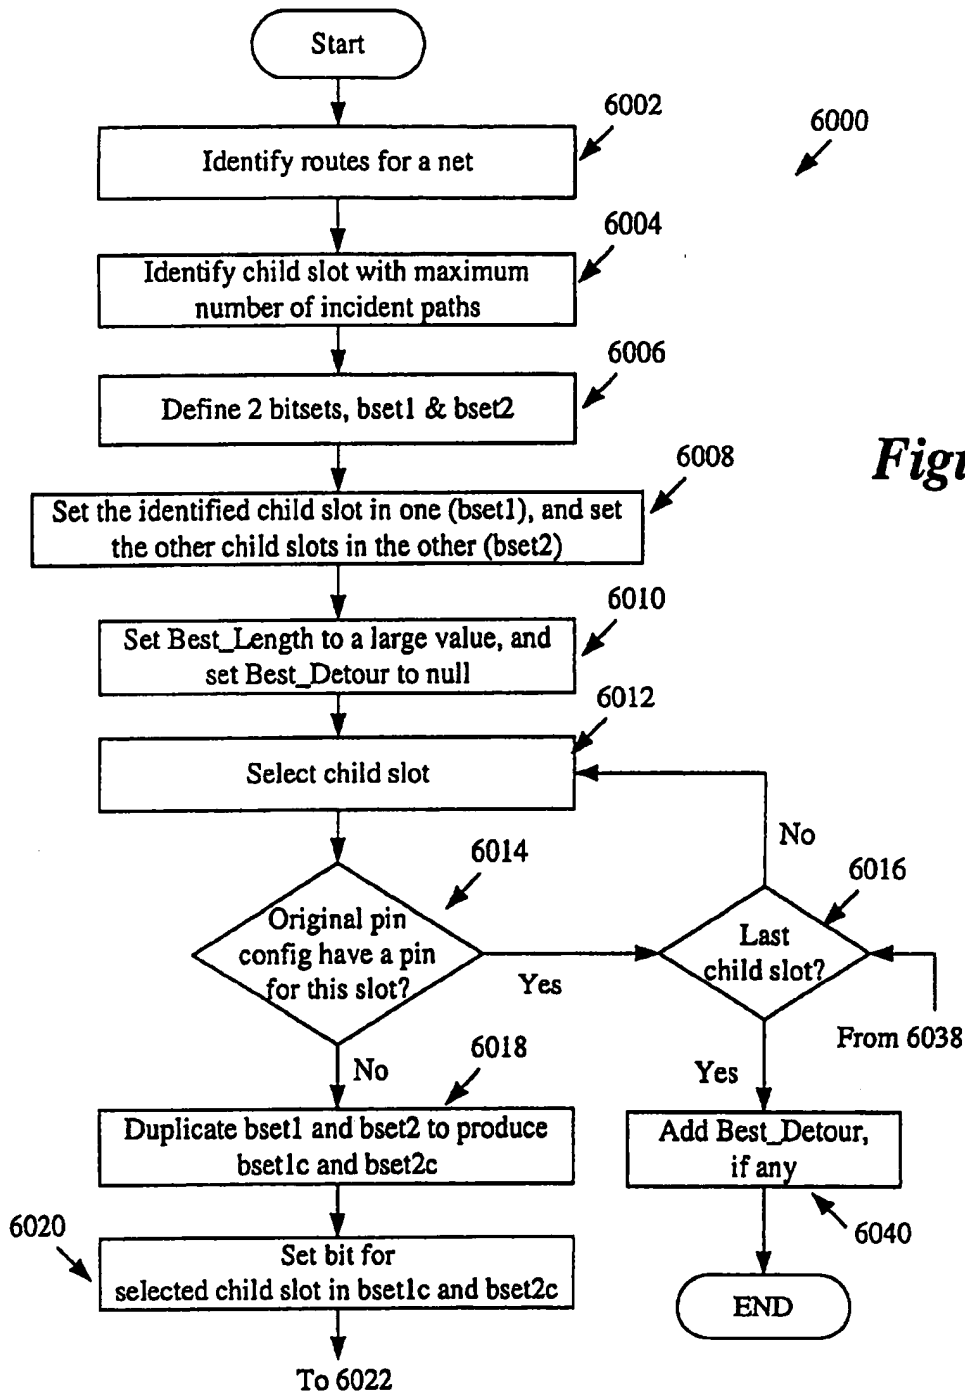 Start
6002
6000
Identify routes for a net
6004
Identify child slot with maximum
number of incident paths
6006
Define 2 bitsets, bset1 & bset2
6008
Set the identified child slot in one (bset1), and set
the other child slots in the other (bset2)
6010
Set Best_Length to a large value, and
set Best_Detour to null
6012
Select child slot
No
6014
6016
Original pin
config have a pin
for this slot?
Yes
Last
child slot?
From 6038
No
6018
Yes
Duplicate bset1 and bset2 to produce
bset1c and bset2c
Add Best_Detour,
if any
6020
6040
Set bit for
selected child slot in bset1c and bset2c
END
To 6022